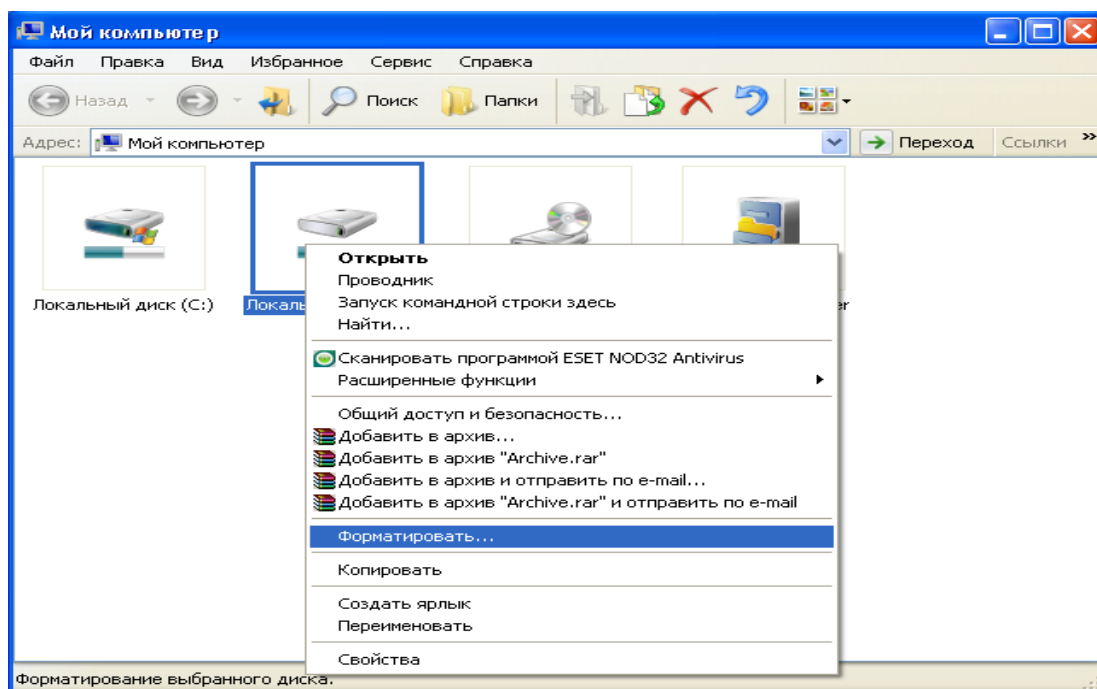 Мой компьютер
Файл Правка Вид Избранное Сервис Справка
Назад Поиск Папки
Адрес: Мой компьютер Переход Ссылки »
Локальный диск (C:)
Открыть
Проводник
Запуск командной строки здесь
Найти...
Сканировать программой ESET NOD32 Antivirus
Расширенные функции
Общий доступ и безопасность...
Добавить в архив...
Добавить в архив "Archive.rar"
Добавить в архив и отправить по e-mail...
Добавить в архив "Archive.rar" и отправить по e-mail
Форматировать...
Копировать
Создать ярлык
Переименовать
Свойства
Форматирование выбранного диска.